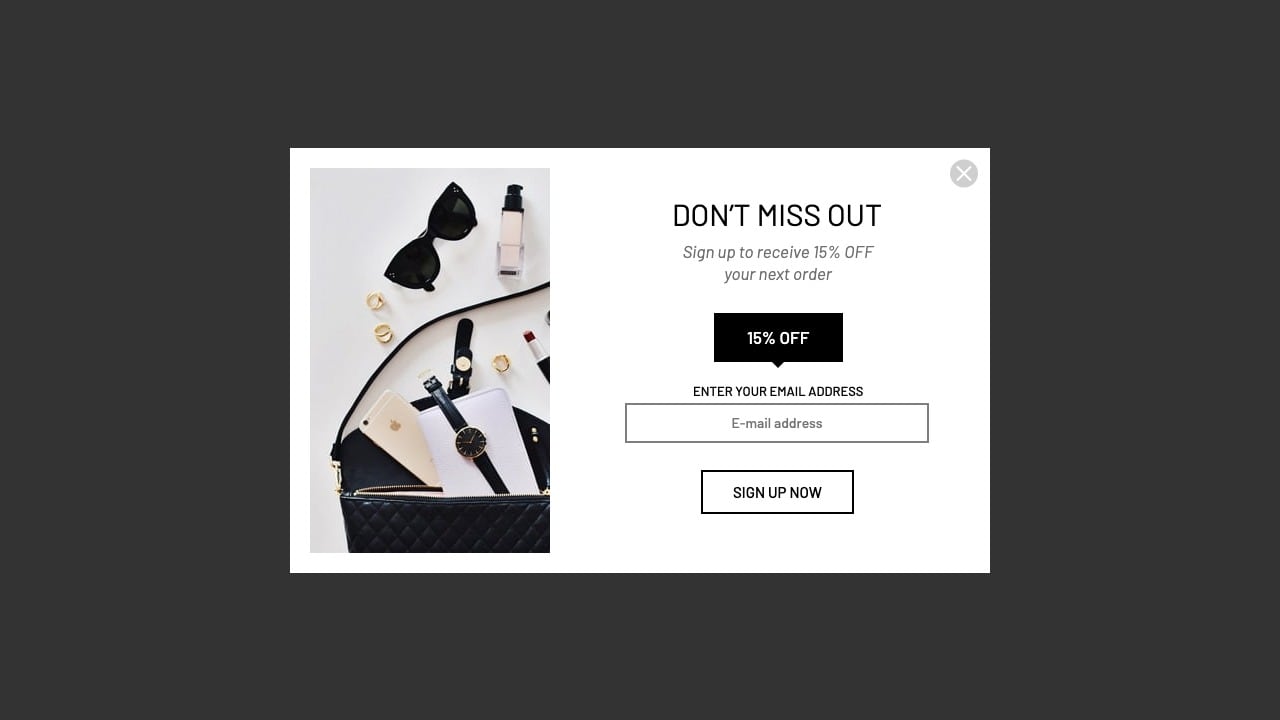 DON'T MISS OUT
Sign up to receive 15% OFF
your next order
15% OFF
ENTER YOUR EMAIL ADDRESS
E-mail address
SIGN UP NOW